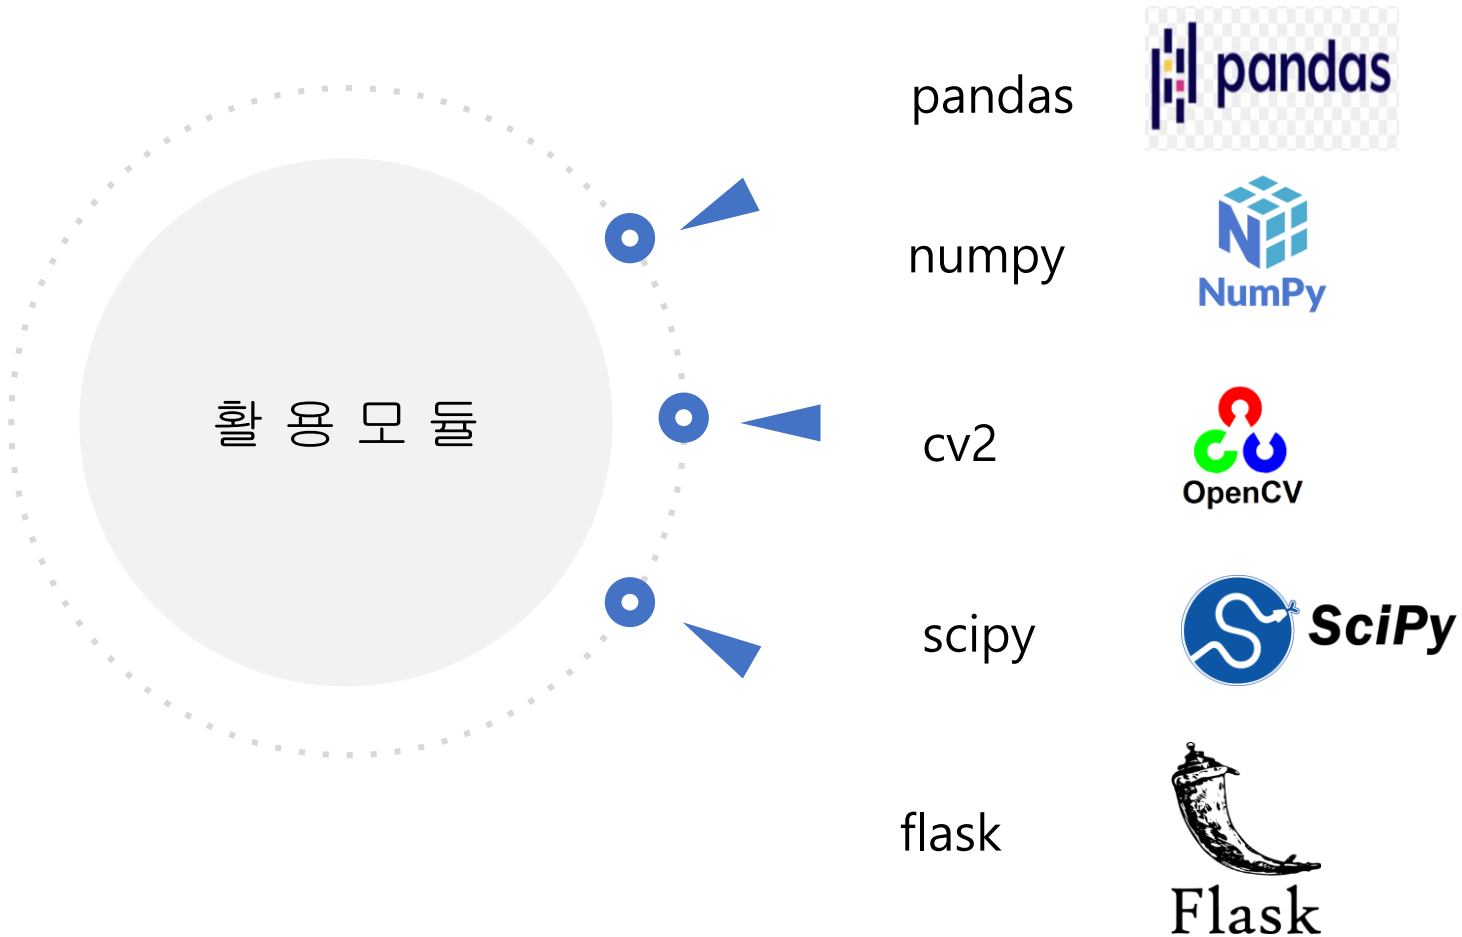 활용모듈
pandas
pandas
numpy
NumPy
cv2
OpenCV
scipy
SciPy
flask
Flask